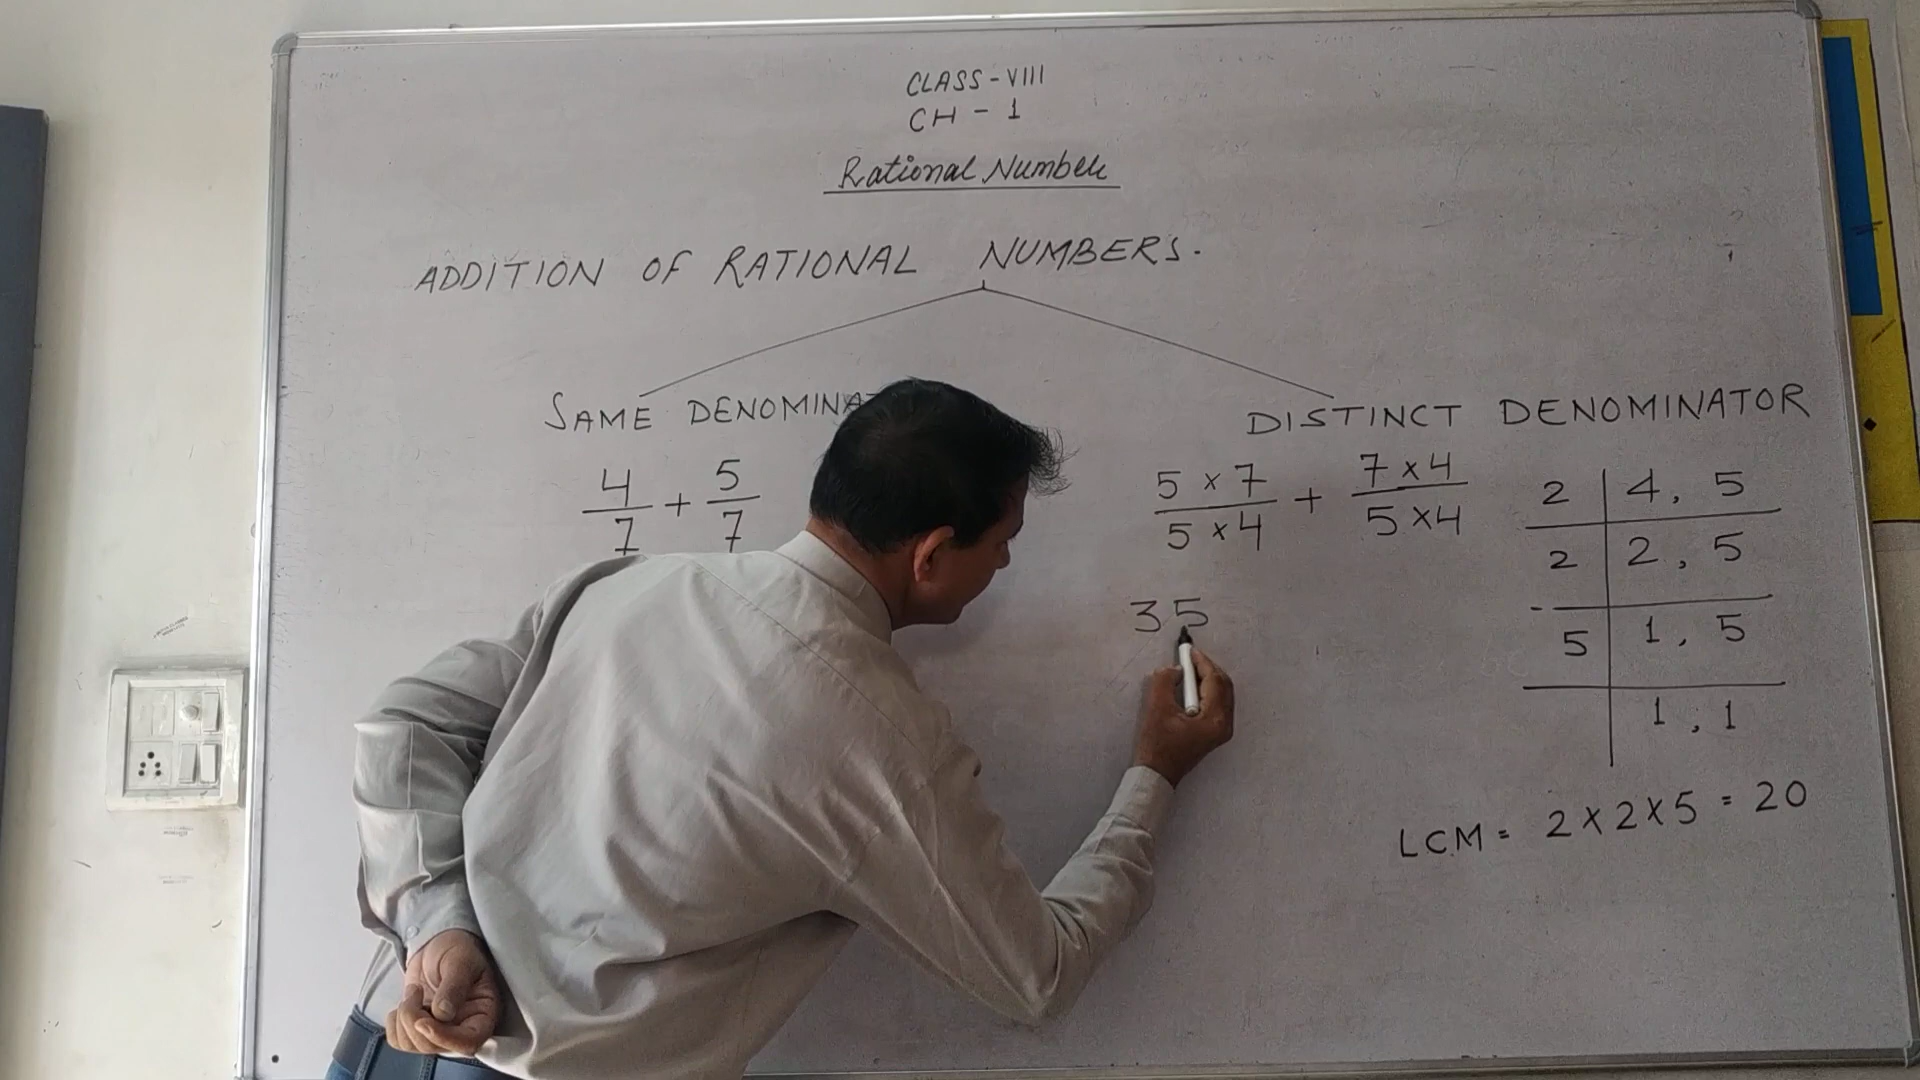 CLASS-VIII
CH - 1
Rational Number
ADDITION OF RATIONAL NUMBERS.
SAME DENOMINAT
DISTINCT DENOMINATOR
4/7 + 5/7
5 × 7 / 5 × 4 + 7 × 4 / 5 × 4
35
2 | 4, 5
2 | 2, 5
5 | 1, 5
1, 1
LCM = 2 × 2 × 5 = 20